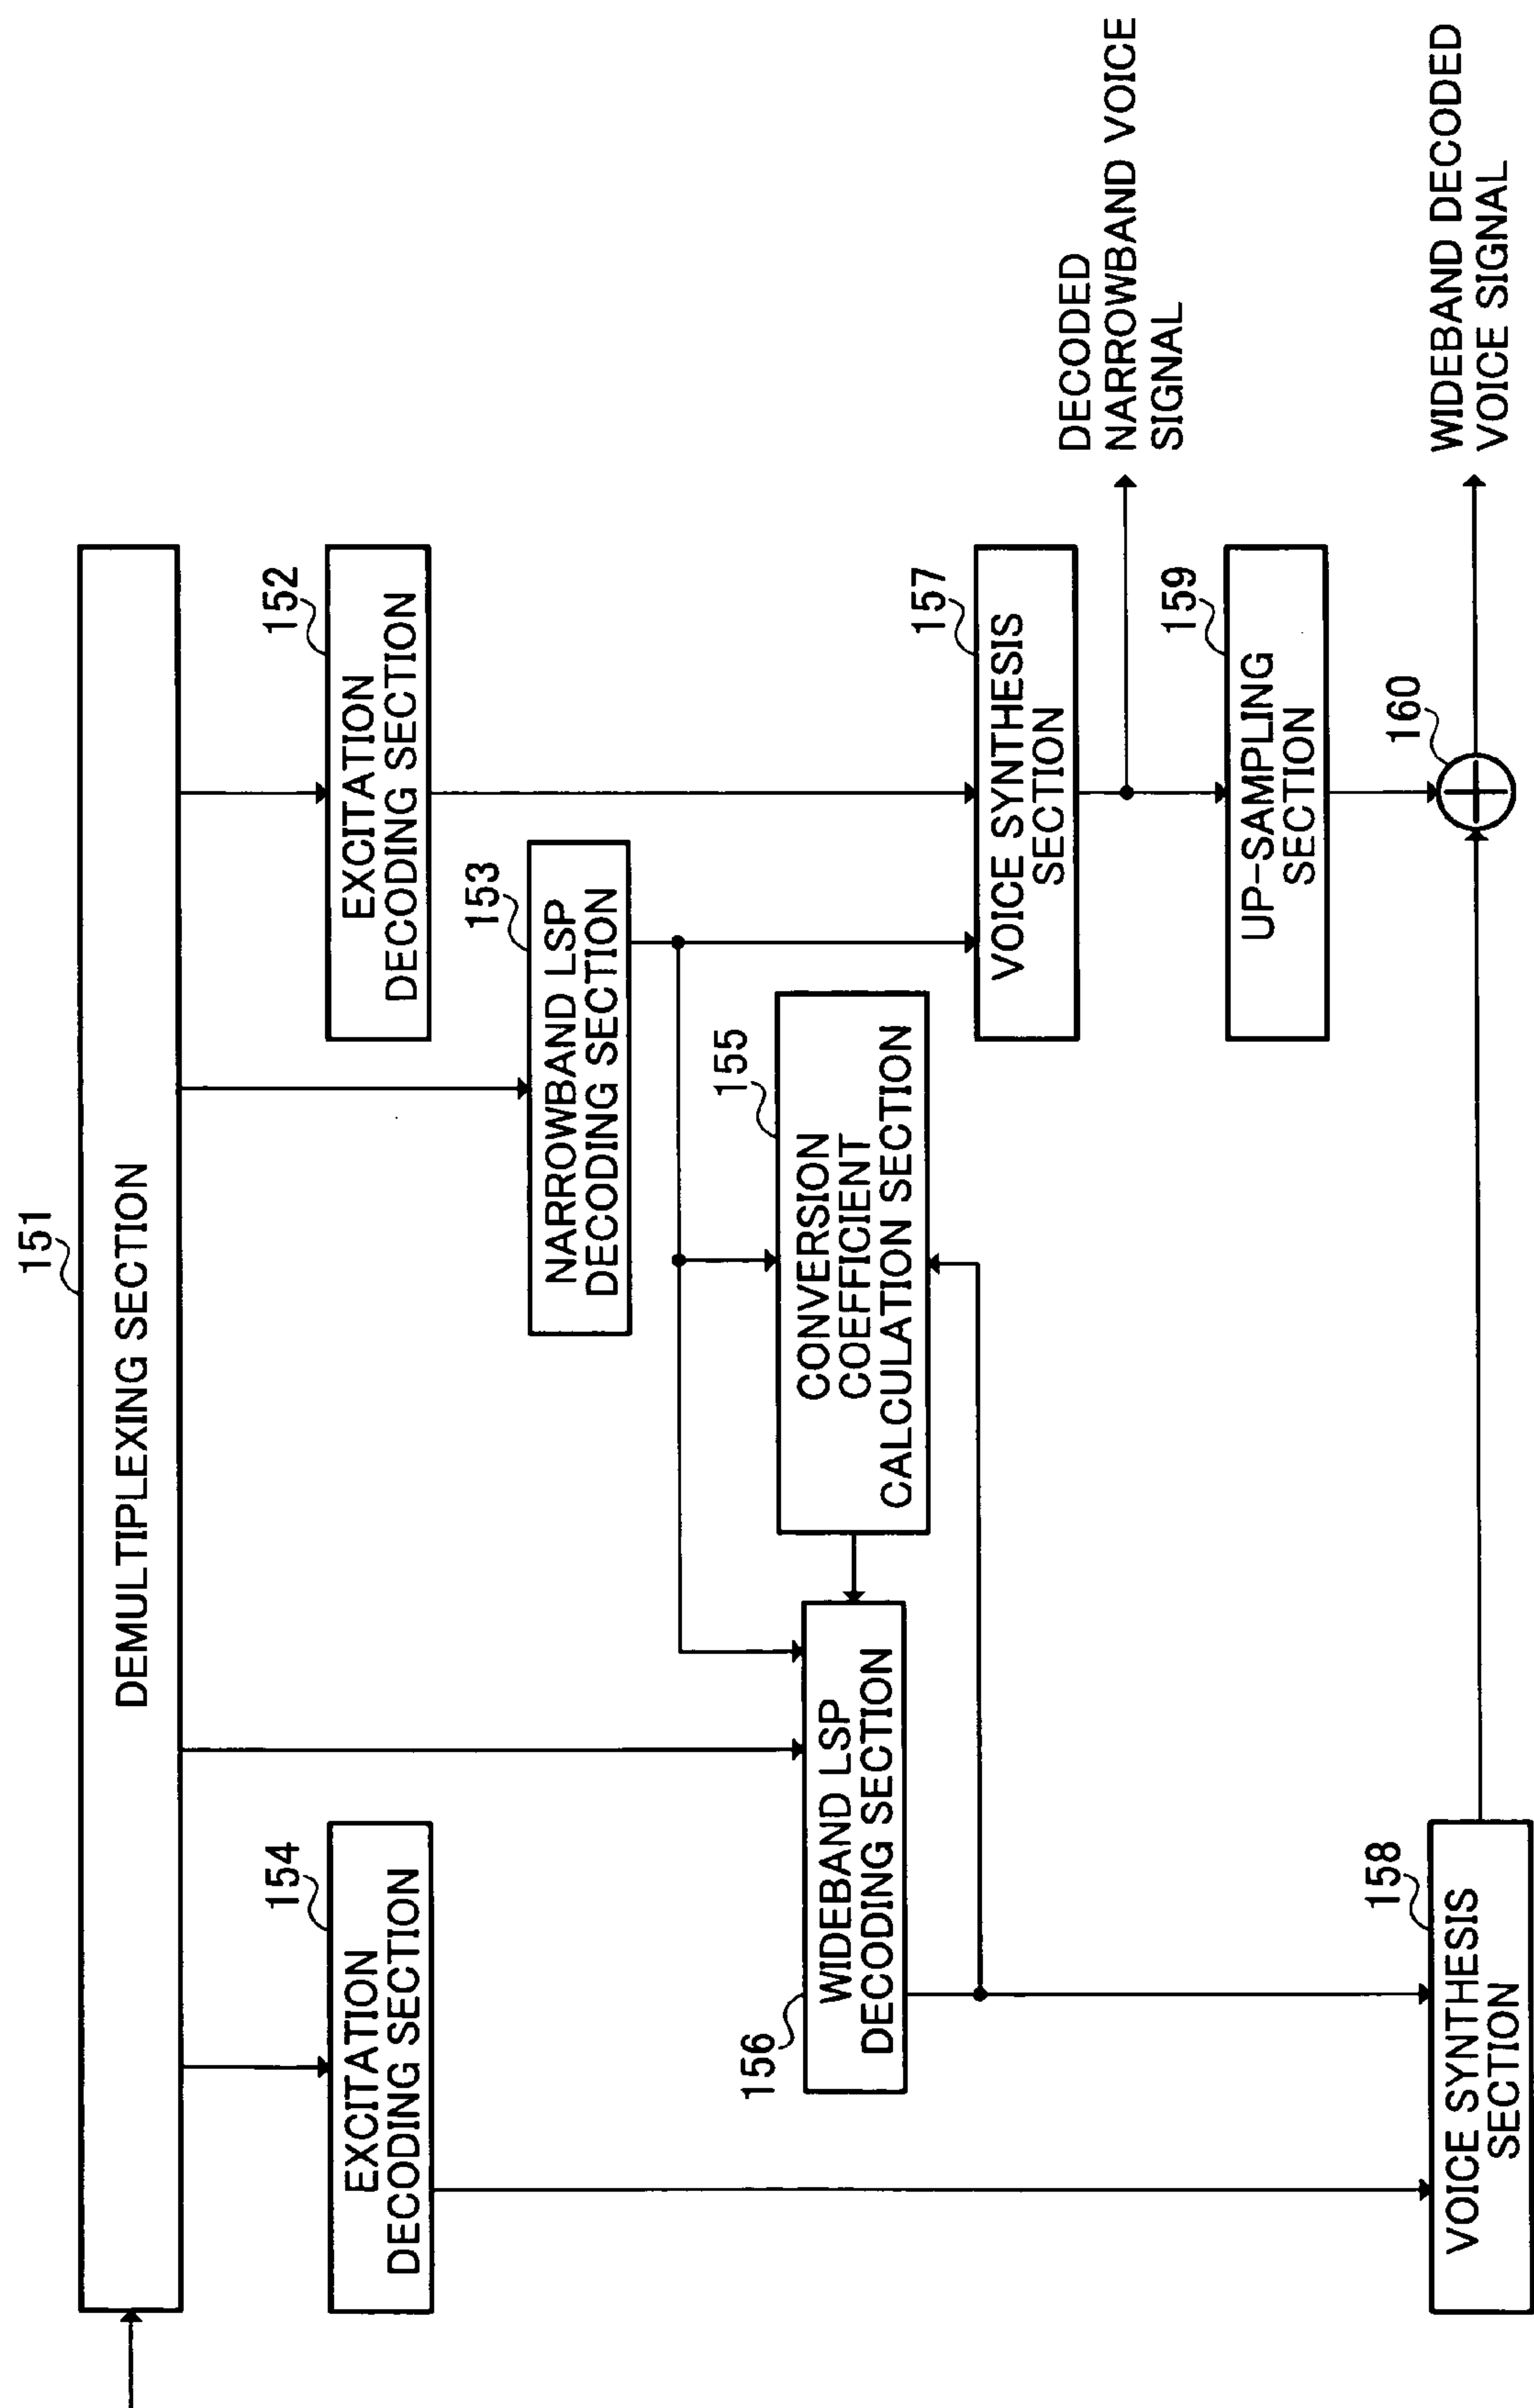 151
DEMULTIPLEXING SECTION
154
EXCITATION
DECODING SECTION
152
EXCITATION
DECODING SECTION
153
NARROWBAND LSP
DECODING SECTION
155
CONVERSION
COEFFICIENT
CALCULATION SECTION
156
WIDEBAND LSP
DECODING SECTION
157
VOICE SYNTHESIS
SECTION
DECODED
NARROWBAND VOICE
SIGNAL
159
UP-SAMPLING
SECTION
158
VOICE SYNTHESIS
SECTION
160
WIDEBAND DECODED
VOICE SIGNAL